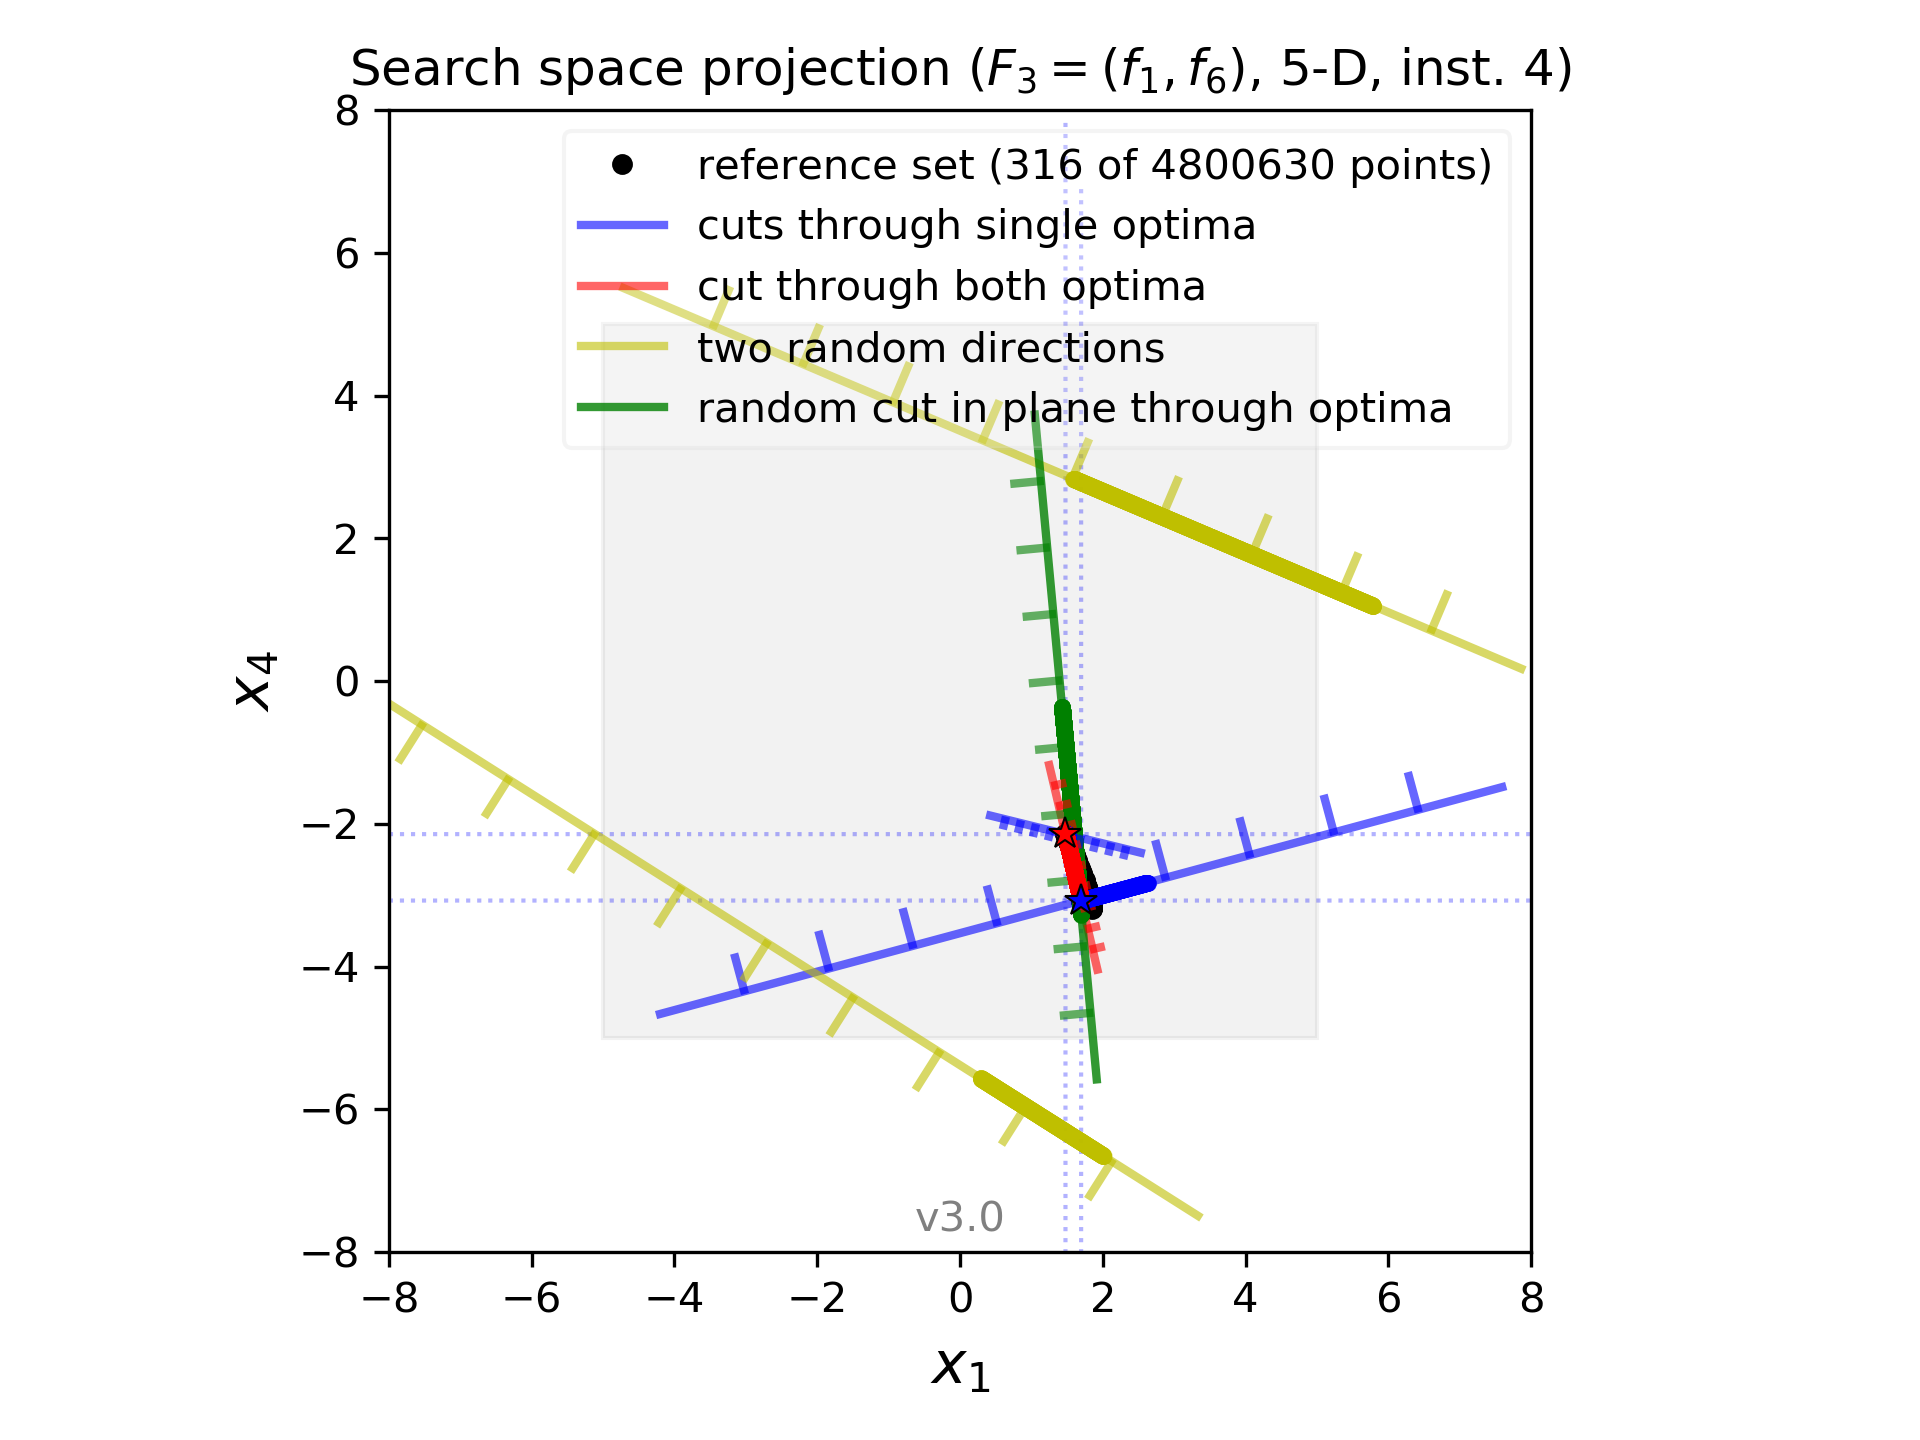 Search space projection (F₃ = (f₁, f₆), 5-D, inst. 4)
reference set (316 of 4800630 points)
cuts through single optima
cut through both optima
two random directions
random cut in plane through optima
8
6
4
2
0
−2
−4
−6
−8
x₄
v3.0
−8 −6 −4 −2 0 2 4 6 8
x₁